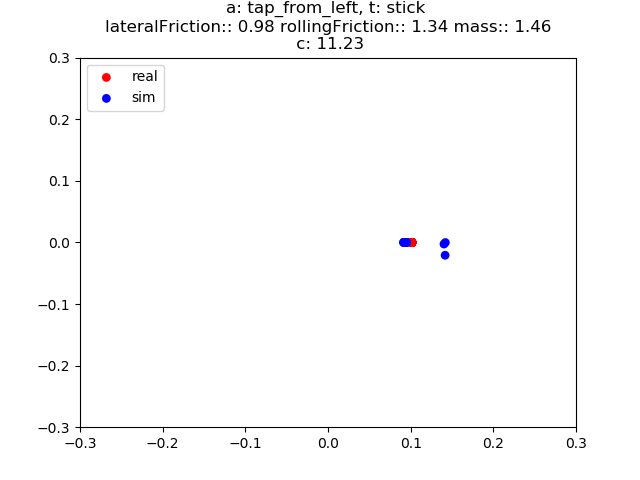 a: tap_from_left, t: stick
lateralFriction:: 0.98 rollingFriction:: 1.34 mass:: 1.46
c: 11.23
real
sim
0.3
0.2
0.1
0.0
−0.1
−0.2
−0.3
−0.3 −0.2 −0.1 0.0 0.1 0.2 0.3